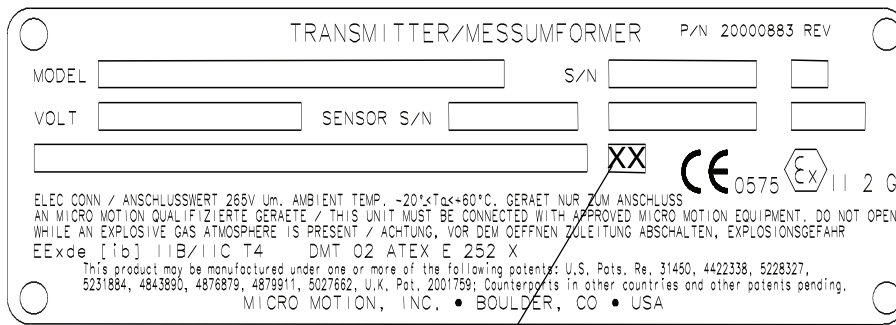 TRANSMITTER/MESSUMFORMER P/N 20000883 REV
MODEL S/N
VOLT SENSOR S/N
XX CE 0575 Ex II 2 G
ELEC CONN / ANSCHLUSSWERT 265V Um. AMBIENT TEMP. -20°<Ta<+60°C. GERAET NUR ZUM ANSCHLUSS
AN MICRO MOTION QUALIFIZIERTE GERAETE / THIS UNIT MUST BE CONNECTED WITH APPROVED MICRO MOTION EQUIPMENT. DO NOT OPEN
WHILE AN EXPLOSIVE GAS ATMOSPHERE IS PRESENT / ACHTUNG, VOR DEM OEFFNEN ZULEITUNG ABSCHALTEN, EXPLOSIONSGEFAHR
EExde [ib] IIB/IIC T4 DMT 02 ATEX E 252 X
This product may be manufactured under one or more of the following patents: U.S. Pats. Re. 31450, 4422338, 5228327,
5231884, 4843890, 4876879, 4879911, 5027662, U.K. Pat. 2001759; Counterparts in other countries and other patents pending.
MICRO MOTION, INC. • BOULDER, CO • USA